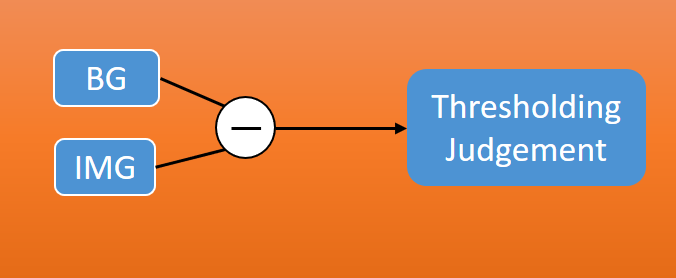 BG
IMG
Thresholding
Judgement